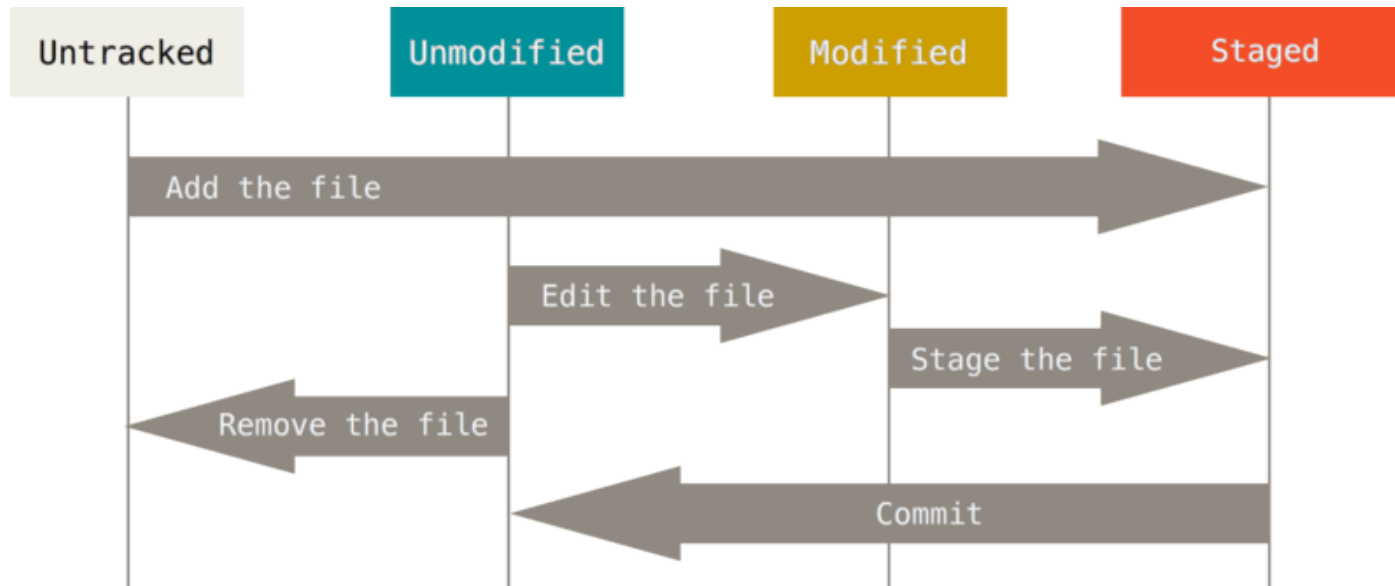 Untracked
Unmodified
Modified
Staged
Add the file
Edit the file
Stage the file
Remove the file
Commit